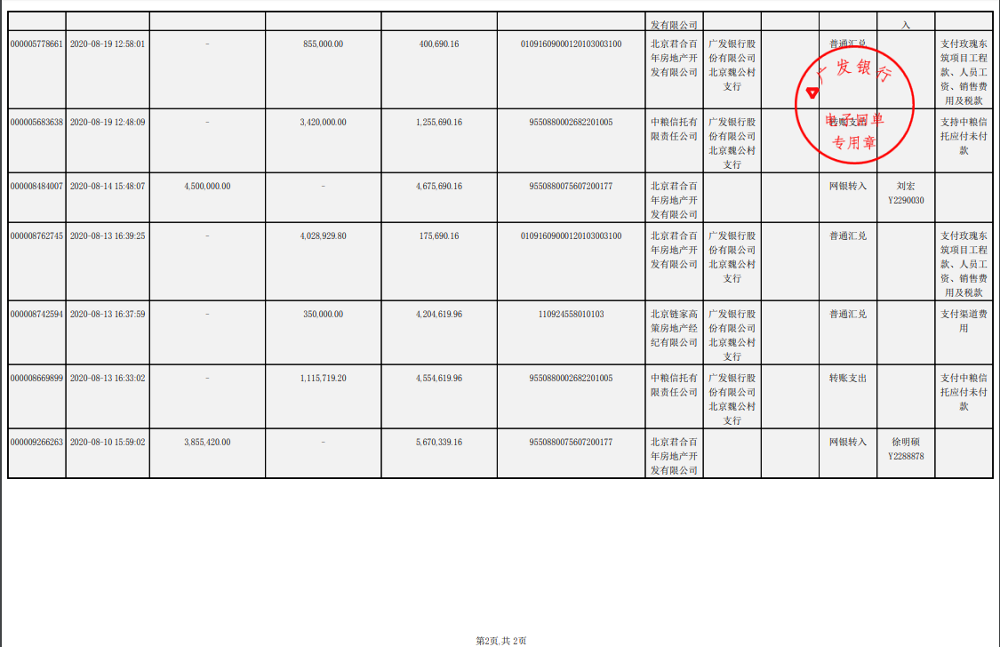 发有限公司 入
000005778661 2020-08-19 12:58:01 - 855,000.00 400,690.16 01091609000120103003100 北京君合百 广发银行股 普通汇兑 支付玫瑰东
年房地产开 份有限公司 筑项目工程
发有限公司 北京魏公村 款、人员工
支行 资、销售费
用及税款
广发银行
电子回单
专用章
000005683638 2020-08-19 12:48:09 - 3,420,000.00 1,255,690.16 9550880002682201005 中粮信托有 广发银行股 转账支出 支持中粮信
限责任公司 份有限公司 托应付未付
北京魏公村 款
支行
000008484007 2020-08-14 15:48:07 4,500,000.00 - 4,675,690.16 9550880075607200177 北京君合百 网银转入 刘宏
年房地产开 Y2290030
发有限公司
000008762745 2020-08-13 16:39:25 - 4,028,929.80 175,690.16 01091609000120103003100 北京君合百 广发银行股 普通汇兑 支付玫瑰东
年房地产开 份有限公司 筑项目工程
发有限公司 北京魏公村 款、人员工
支行 资、销售费
用及税款
000008742594 2020-08-13 16:37:59 - 350,000.00 4,204,619.96 110924558010103 北京链家高 广发银行股 普通汇兑 支付渠道费
策房地产经 份有限公司 用
纪有限公司 北京魏公村
支行
000008669899 2020-08-13 16:33:02 - 1,115,719.20 4,554,619.96 9550880002682201005 中粮信托有 广发银行股 转账支出 支付中粮信
限责任公司 份有限公司 托应付未付
北京魏公村 款
支行
000009266263 2020-08-10 15:59:02 3,855,420.00 - 5,670,339.16 9550880075607200177 北京君合百 网银转入 徐明硕
年房地产开 Y2288878
发有限公司
第2页,共 2页